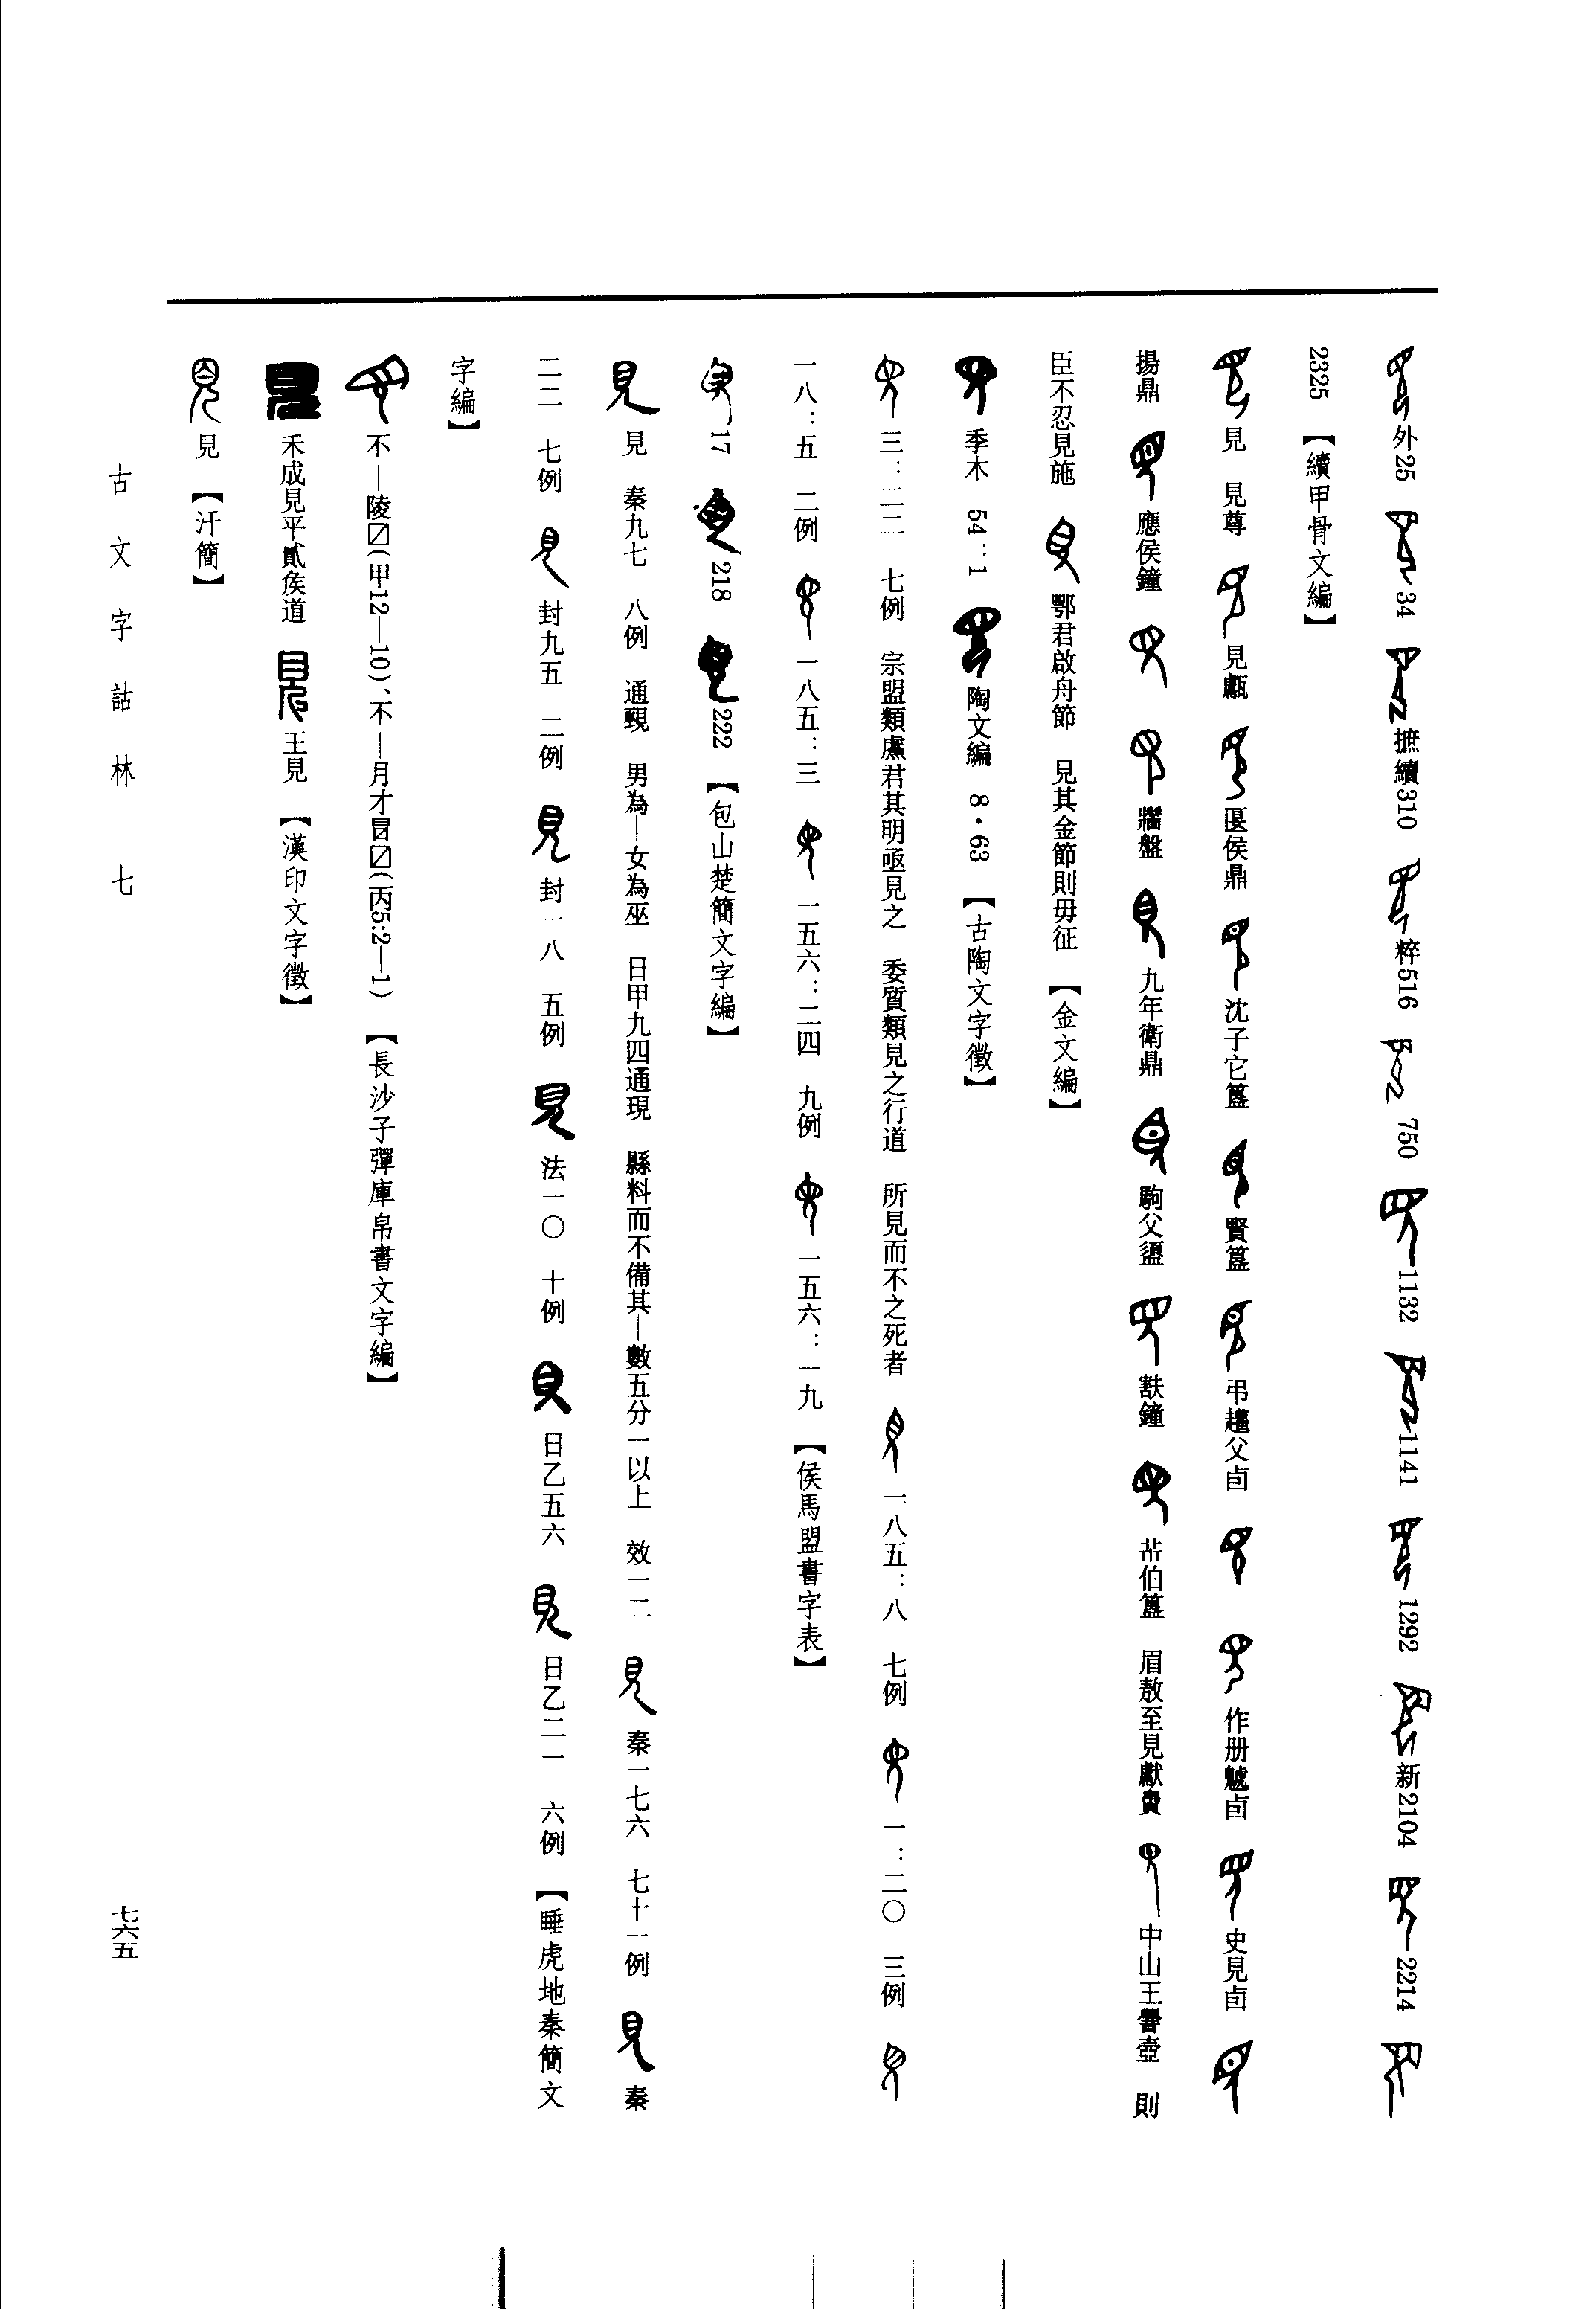 外25 34 摭續310 粹516 750 1132 1141 1292 新2104 2214
2325 【續甲骨文編】
見 見尊 見甗 匽侯鼎 沈子它簋 賢簋 弔趯父卣 作册魖卣 史見卣
揚鼎 應侯鐘 牆盤 九年衛鼎 駒父盨 㝬鐘 伯簋 眉敖至見獻 中山王壺 則
臣不忍見施 鄂君啟舟節 見其金節則毋征 【金文編】
季木 54:1 陶文編 8·63 【古陶文字徵】
三:二二 七例 宗盟類慮君其明亟見之 委質類見之行道 所見而不之死者 一八五:八 七例 一:二〇 三例
一八:五 二例 一八五:三 一五六:二四 九例 一五六:一九 【侯馬盟書字表】
17 218 222 【包山楚簡文字編】
見 秦九七 八例 通覡 男為—女為巫 日甲九四通現 縣料而不備其—數五分一以上 效一二 秦一七六 七十一例 秦
二二 七例 封九五 二例 封一八 五例 法一〇 十例 日乙五六 日乙二一 六例 【睡虎地秦簡文
字編】
不—陵〼(甲12—10)、不—月才〼(丙5:2—1) 【長沙子彈庫帛書文字編】
禾成見平貳矦道 王見 【漢印文字徵】
見 【汗簡】
古文字詁林 七
七六五